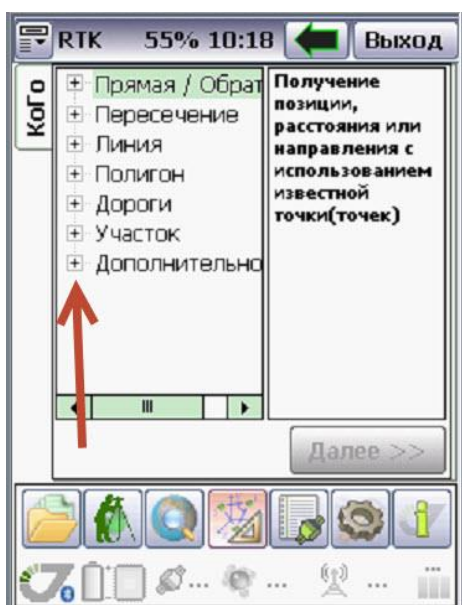 RTK 55% 10:18 Выход
КоГо
Прямая / Обрат
Пересечение
Линия
Полигон
Дороги
Участок
Дополнительно
Получение
позиции,
расстояния или
направления с
использованием
известной
точки(точек)
Далее >>